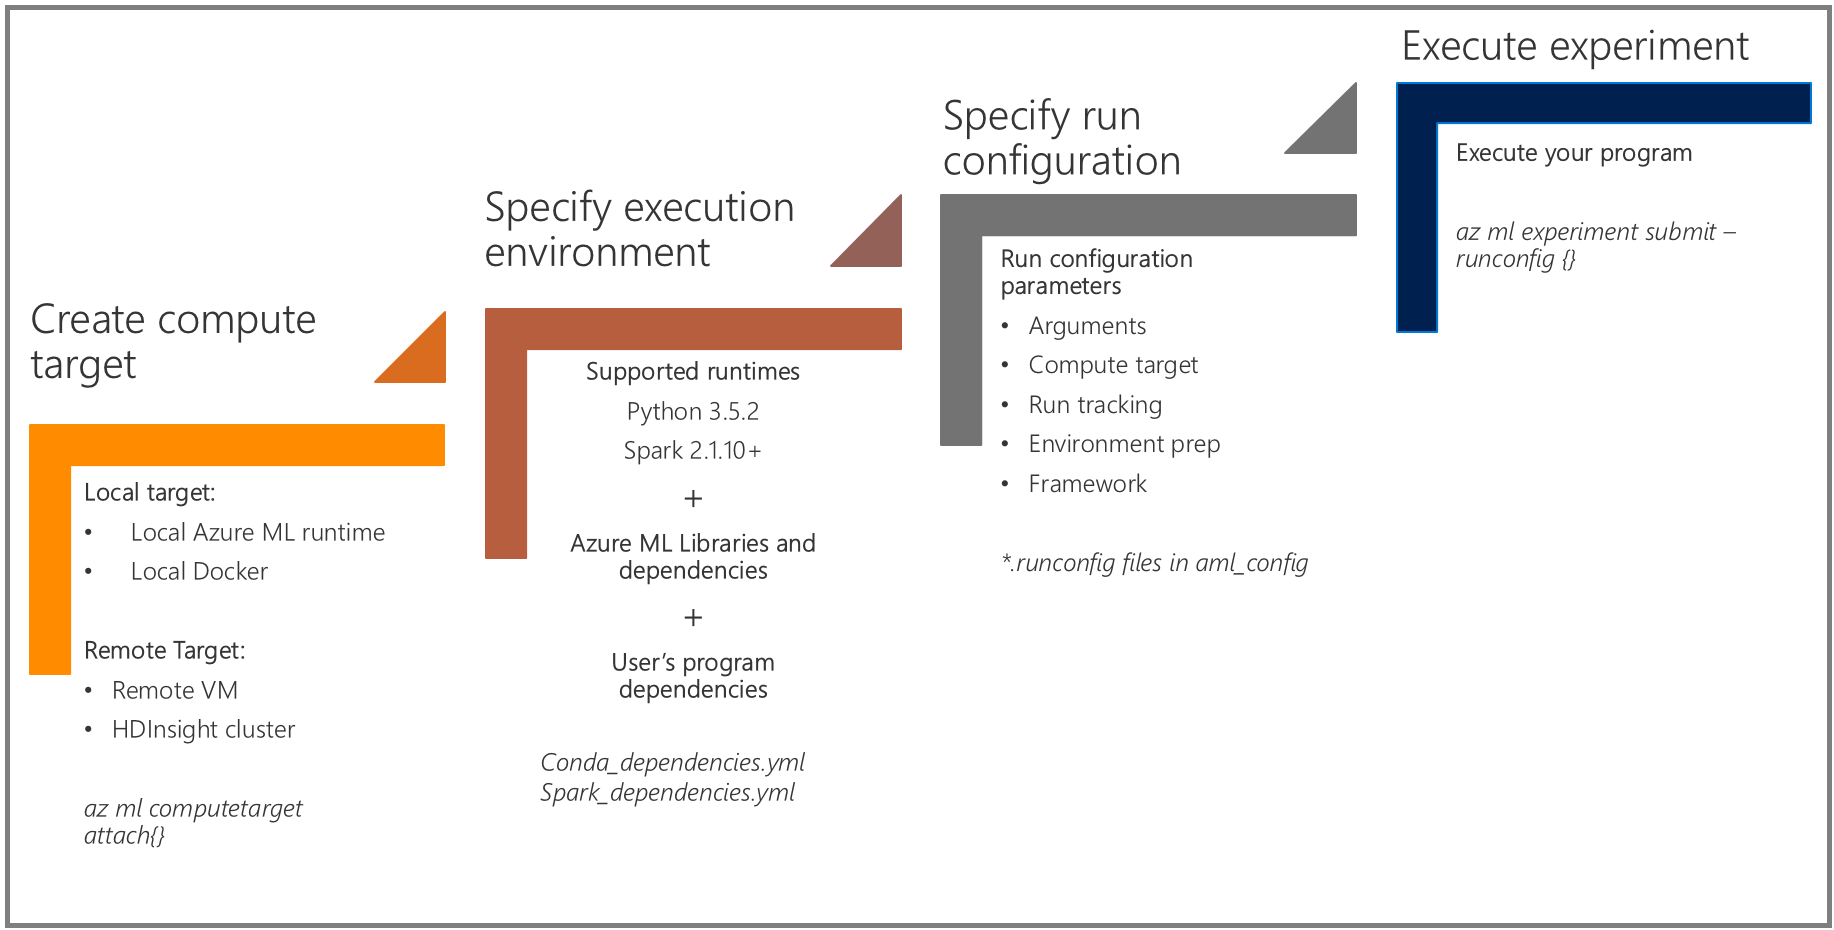 Create compute
target
Local target:
• Local Azure ML runtime
• Local Docker
Remote Target:
• Remote VM
• HDInsight cluster
az ml computetarget
attach{}
Specify execution
environment
Supported runtimes
Python 3.5.2
Spark 2.1.10+
+
Azure ML Libraries and
dependencies
+
User’s program
dependencies
Conda_dependencies.yml
Spark_dependencies.yml
Specify run
configuration
Run configuration
parameters
• Arguments
• Compute target
• Run tracking
• Environment prep
• Framework
*.runconfig files in aml_config
Execute experiment
Execute your program
az ml experiment submit –
runconfig {}